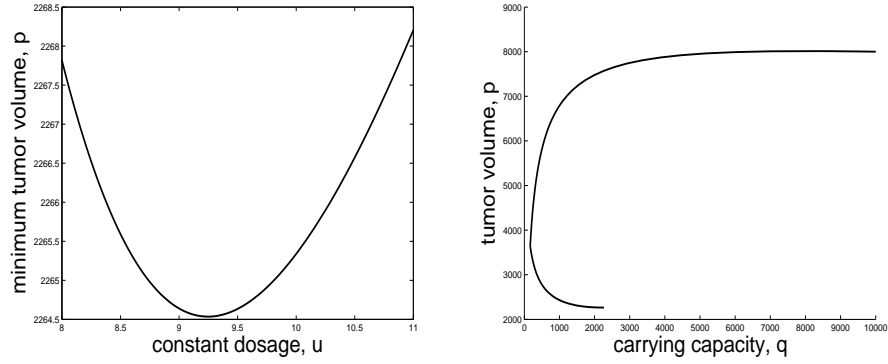 2268.5
2268
2267.5
2267
2266.5
2266
2265.5
2265
2264.5
8 8.5 9 9.5 10 10.5 11
minimum tumor volume, p
constant dosage, u
9000
8000
7000
6000
5000
4000
3000
2000
0 1000 2000 3000 4000 5000 6000 7000 8000 9000 10000
tumor volume, p
carrying capacity, q